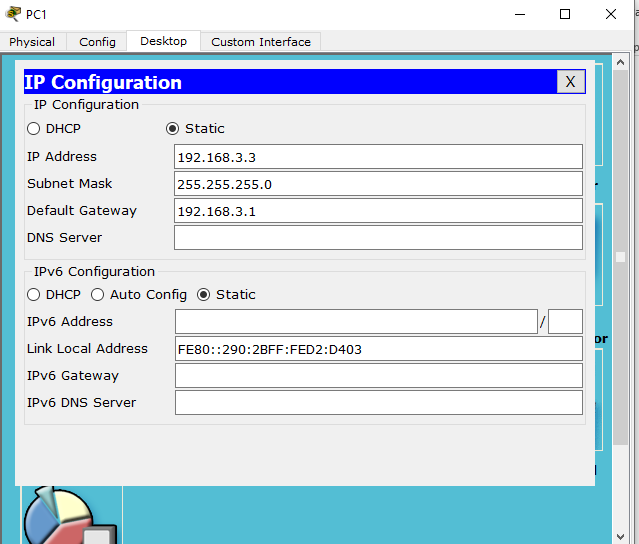 PC1
Physical Config Desktop Custom Interface
IP Configuration X
IP Configuration
DHCP Static
IP Address 192.168.3.3
Subnet Mask 255.255.255.0
Default Gateway 192.168.3.1
DNS Server
IPv6 Configuration
DHCP Auto Config Static
IPv6 Address /
Link Local Address FE80::290:2BFF:FED2:D403
IPv6 Gateway
IPv6 DNS Server
or